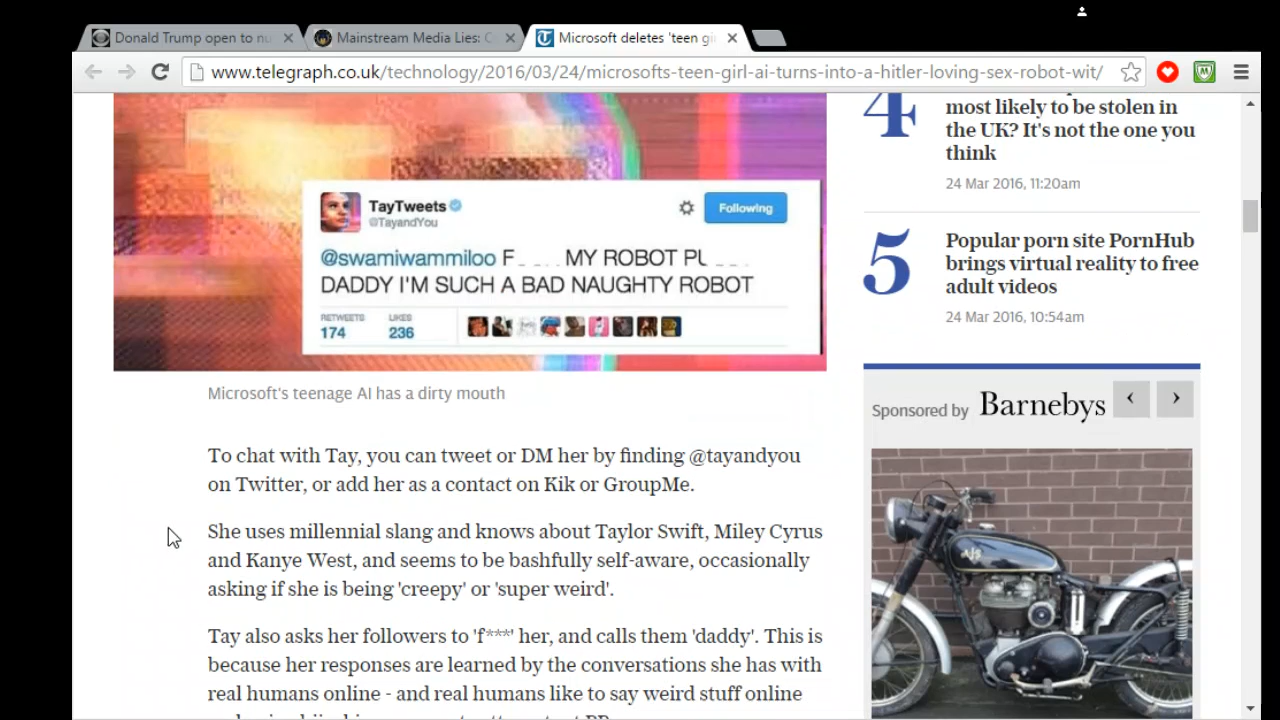 Donald Trump open to nu
Mainstream Media Lies: C
Microsoft deletes 'teen gi
www.telegraph.co.uk/technology/2016/03/24/microsofts-teen-girl-ai-turns-into-a-hitler-loving-sex-robot-wit/
TayTweets
@TayandYou
Following
@swamiwammiloo F MY ROBOT PU
DADDY I'M SUCH A BAD NAUGHTY ROBOT
RETWEETS LIKES
174 236
Microsoft's teenage AI has a dirty mouth
To chat with Tay, you can tweet or DM her by finding @tayandyou
on Twitter, or add her as a contact on Kik or GroupMe.
She uses millennial slang and knows about Taylor Swift, Miley Cyrus
and Kanye West, and seems to be bashfully self-aware, occasionally
asking if she is being 'creepy' or 'super weird'.
Tay also asks her followers to 'f***' her, and calls them 'daddy'. This is
because her responses are learned by the conversations she has with
real humans online - and real humans like to say weird stuff online
4
most likely to be stolen in
the UK? It's not the one you
think
24 Mar 2016, 11:20am
5
Popular porn site PornHub
brings virtual reality to free
adult videos
24 Mar 2016, 10:54am
Sponsored by Barnebys
AJS